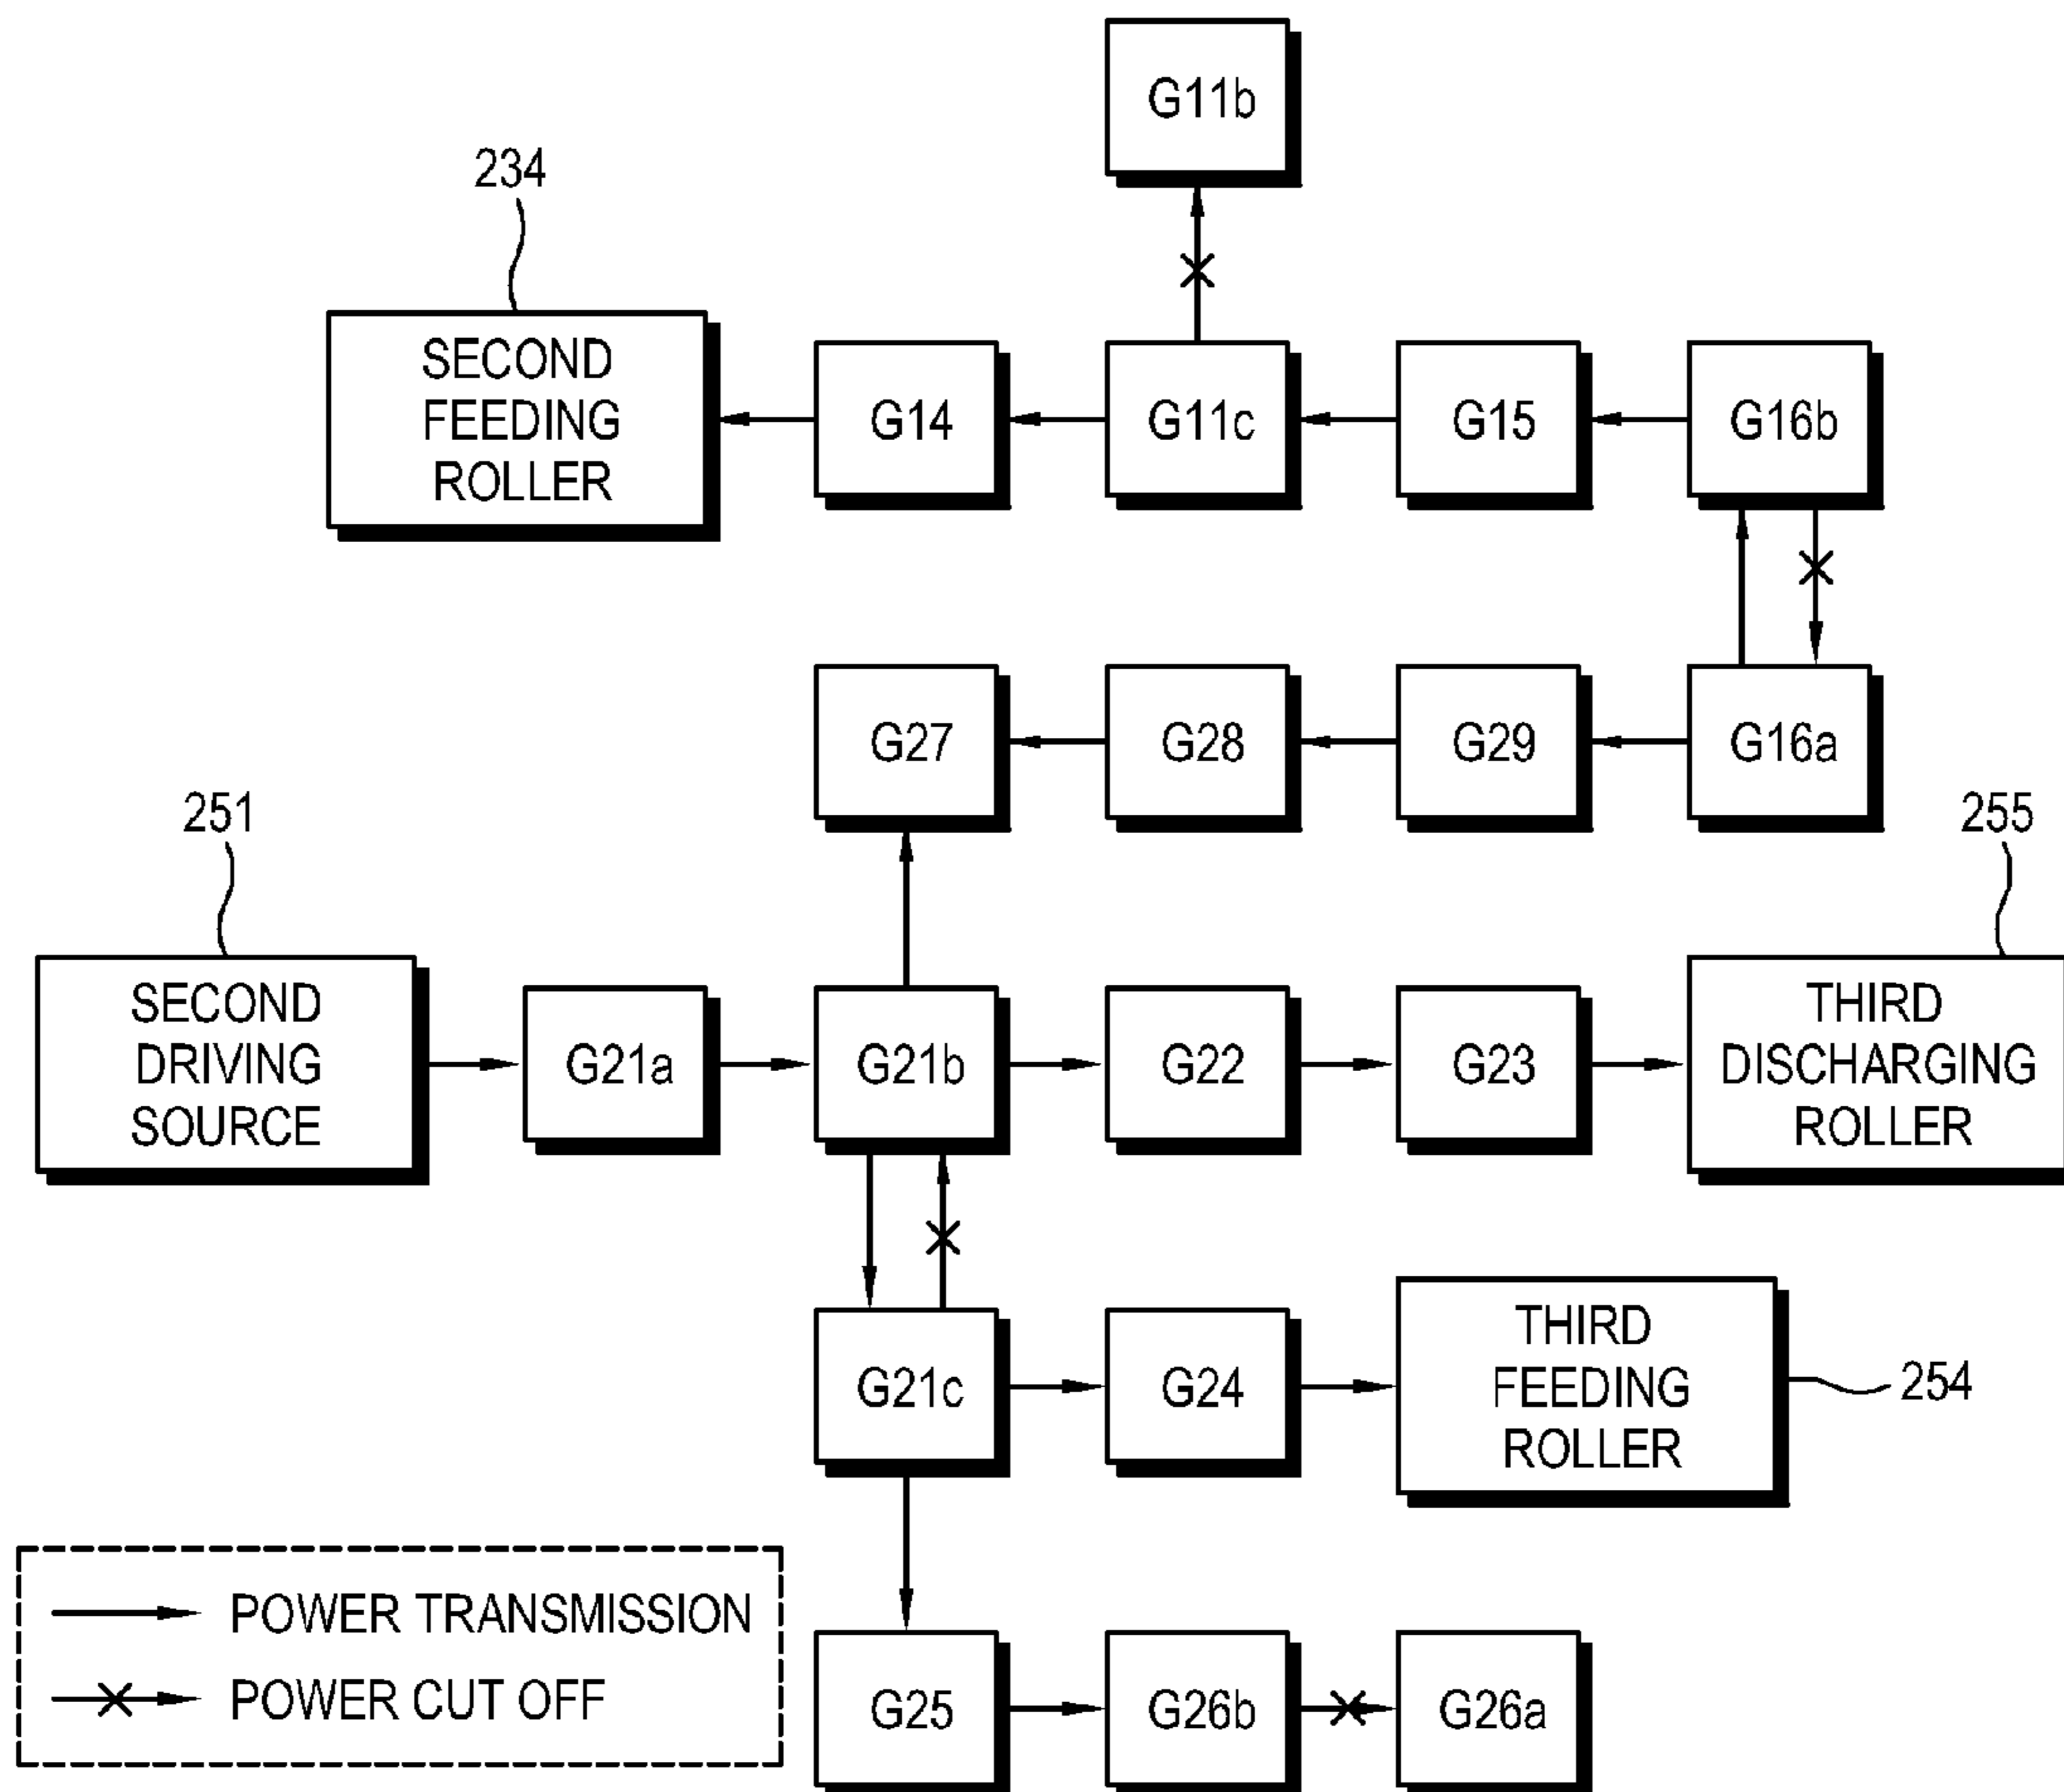 G11b
234
SECOND
FEEDING
ROLLER
G14
G11c
G15
G16b
G27
G28
G29
G16a
251
255
SECOND
DRIVING
SOURCE
G21a
G21b
G22
G23
THIRD
DISCHARGING
ROLLER
G21c
G24
THIRD
FEEDING
ROLLER
254
POWER TRANSMISSION
POWER CUT OFF
G25
G26b
G26a